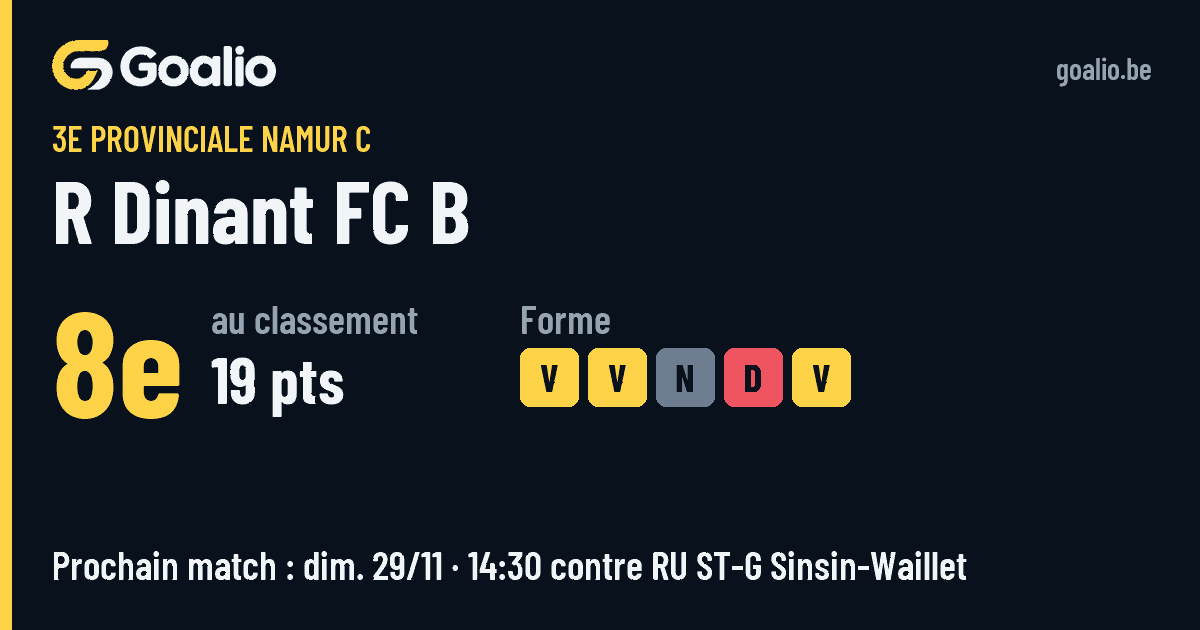 Goalio
goalio.be
3E PROVINCIALE NAMUR C
R Dinant FC B
8e
au classement
19 pts
Forme
V V N D V
Prochain match : dim. 29/11 · 14:30 contre RU ST-G Sinsin-Waillet